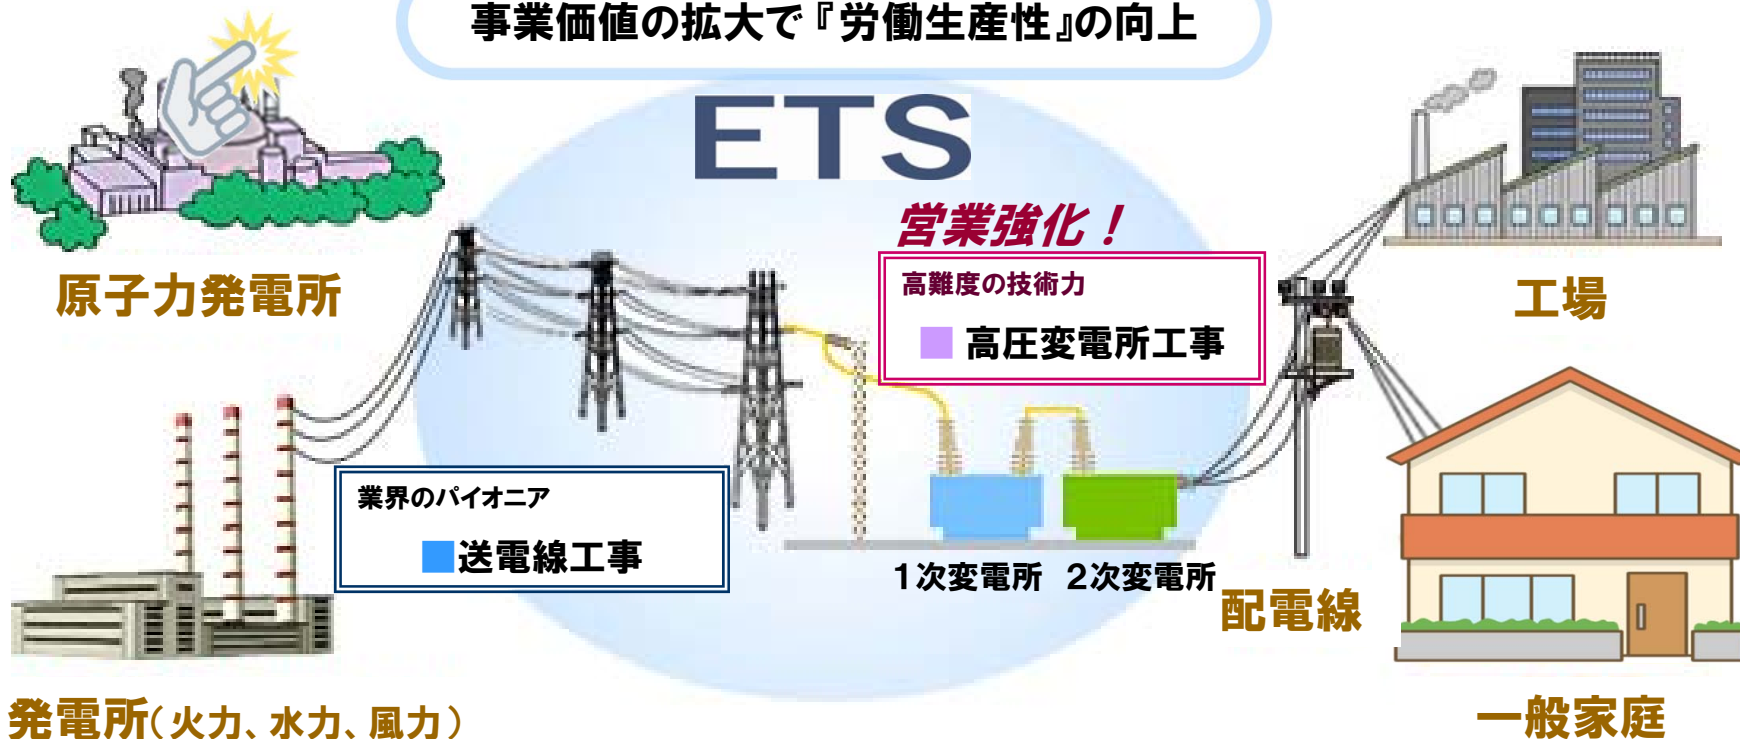 事業価値の拡大で『労働生産性』の向上
ETS
営業強化！
高難度の技術力
■ 高圧変電所工事
原子力発電所
工場
業界のパイオニア
■送電線工事
1次変電所 2次変電所
配電線
発電所(火力、水力、風力)
一般家庭